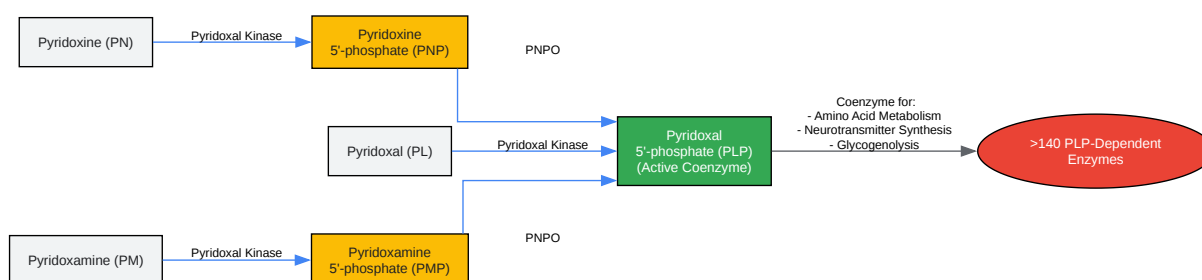 Pyridoxine (PN)
Pyridoxal Kinase
Pyridoxine
5'-phosphate (PNP)
PNPO
Pyridoxal (PL)
Pyridoxal Kinase
Pyridoxal
5'-phosphate (PLP)
(Active Coenzyme)
Coenzyme for:
- Amino Acid Metabolism
- Neurotransmitter Synthesis
- Glycogenolysis
>140 PLP-Dependent
Enzymes
Pyridoxamine (PM)
Pyridoxal Kinase
Pyridoxamine
5'-phosphate (PMP)
PNPO